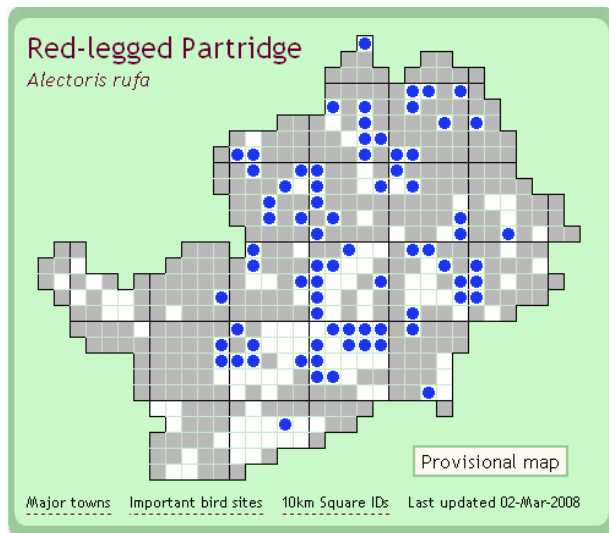 Red-legged Partridge
Alectoris rufa
Provisional map
Major towns Important bird sites 10km Square IDs Last updated 02-Mar-2008